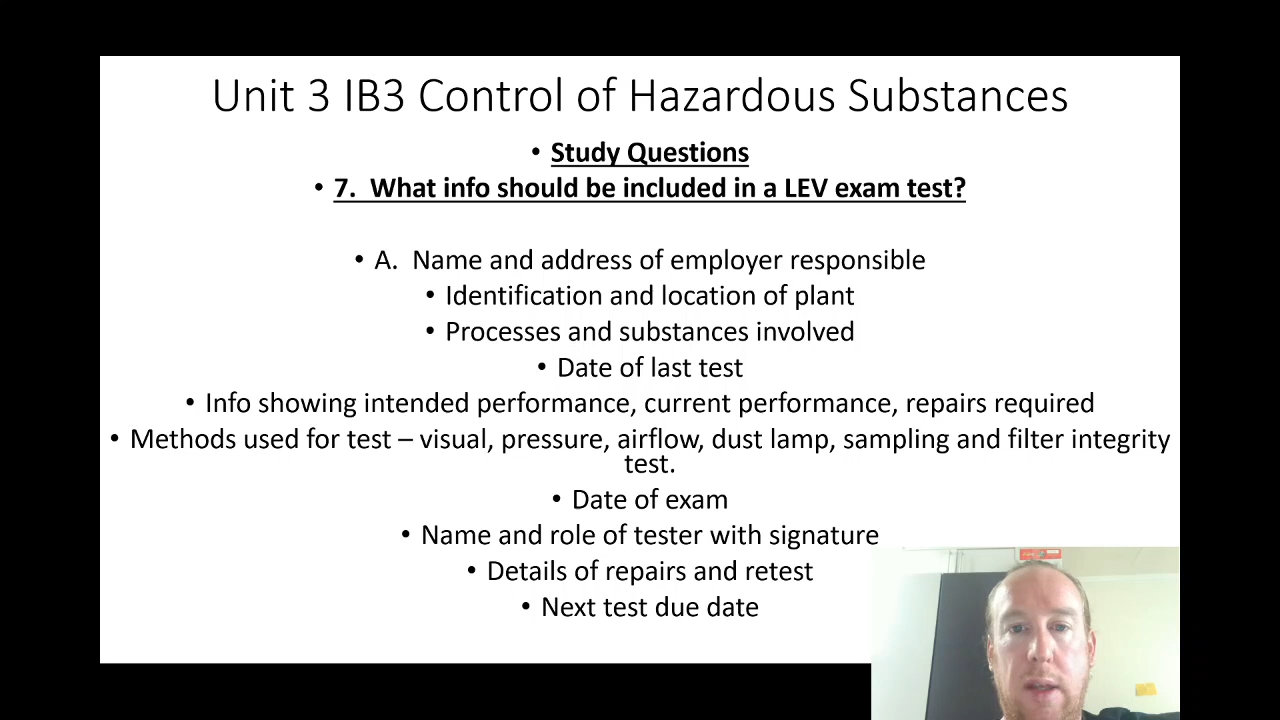 Unit 3 IB3 Control of Hazardous Substances
• Study Questions
• 7. What info should be included in a LEV exam test?
• A. Name and address of employer responsible
• Identification and location of plant
• Processes and substances involved
• Date of last test
• Info showing intended performance, current performance, repairs required
• Methods used for test – visual, pressure, airflow, dust lamp, sampling and filter integrity
test.
• Date of exam
• Name and role of tester with signature
• Details of repairs and retest
• Next test due date